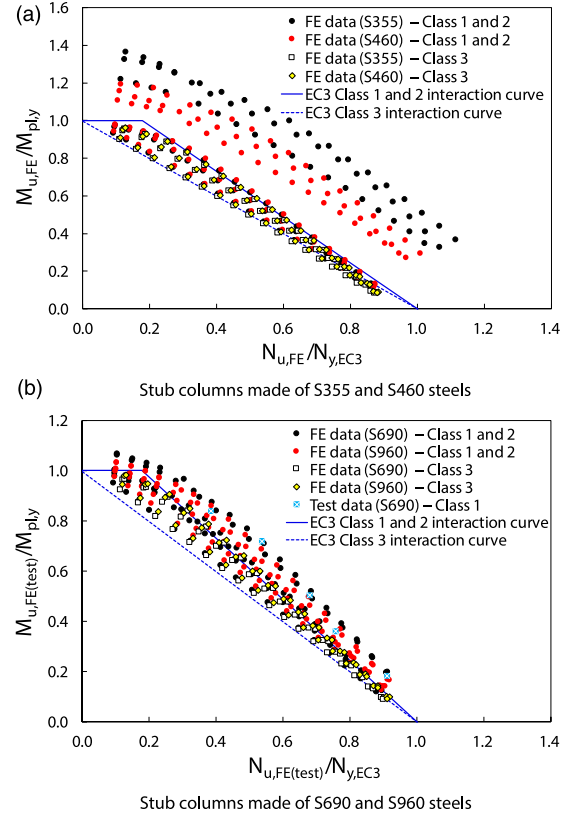 (a)
1.6
1.4
1.2
1.0
0.8
0.6
0.4
0.2
0.0
M_u,FE/M_pl,y
FE data (S355) – Class 1 and 2
FE data (S460) – Class 1 and 2
FE data (S355) – Class 3
FE data (S460) – Class 3
EC3 Class 1 and 2 interaction curve
EC3 Class 3 interaction curve
0.0 0.2 0.4 0.6 0.8 1.0 1.2 1.4
N_u,FE/N_y,EC3
Stub columns made of S355 and S460 steels
(b)
1.2
1.0
0.8
0.6
0.4
0.2
0.0
M_u,FE(test)/M_pl,y
FE data (S690) – Class 1 and 2
FE data (S960) – Class 1 and 2
FE data (S690) – Class 3
FE data (S960) – Class 3
Test data (S690) – Class 1
EC3 Class 1 and 2 interaction curve
EC3 Class 3 interaction curve
0.0 0.2 0.4 0.6 0.8 1.0 1.2 1.4
N_u,FE(test)/N_y,EC3
Stub columns made of S690 and S960 steels